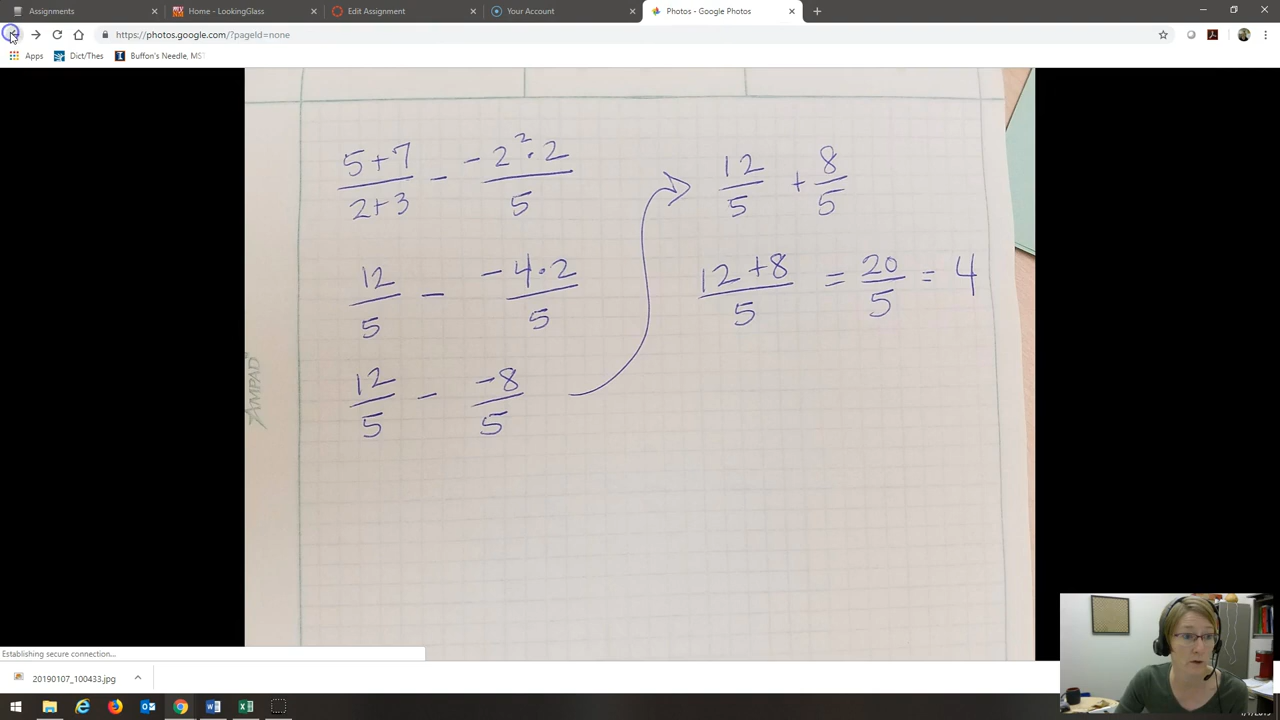 Assignments
Home - LookingGlass
Edit Assignment
Your Account
Photos - Google Photos
https://photos.google.com/?pageId=none
Apps
Dict/Thes
Buffon's Needle, MST
5+7 / 2+3 - -2²·2 / 5
12/5 - -4·2 / 5
12/5 - -8/5
12/5 + 8/5
12+8 / 5 = 20/5 = 4
AMPAD
Establishing secure connection...
20190107_100433.jpg